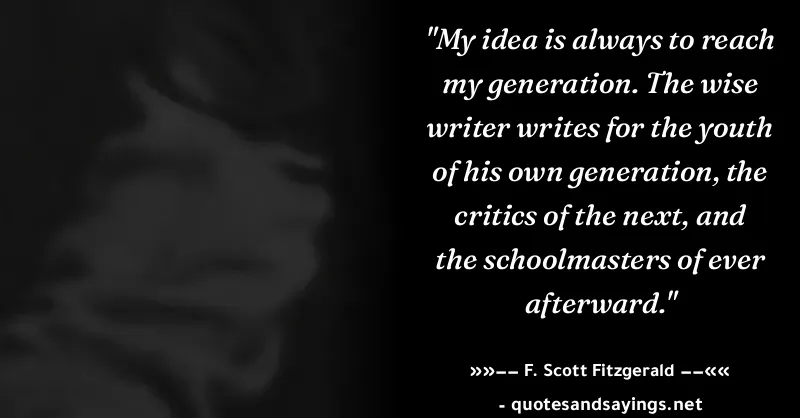 "My idea is always to reach
my generation. The wise
writer writes for the youth
of his own generation, the
critics of the next, and
the schoolmasters of ever
afterward."
»»–– F. Scott Fitzgerald ––««
- quotesandsayings.net